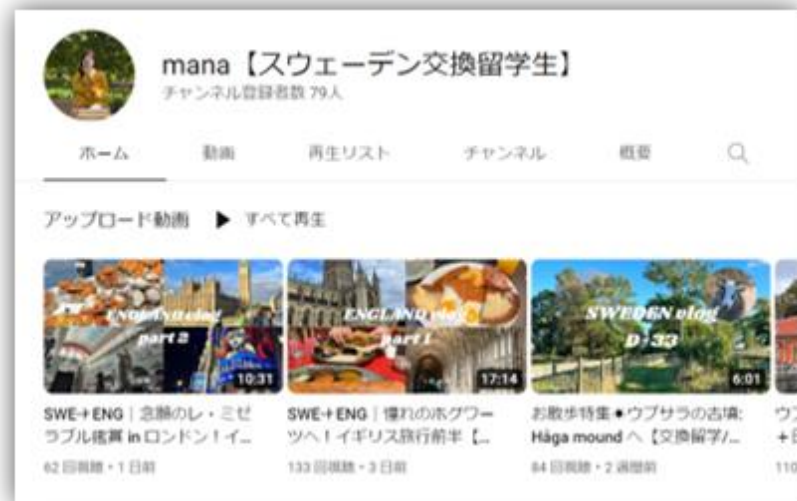 mana【スウェーデン交換留学生】
チャンネル登録者数 79人
ホーム 動画 再生リスト チャンネル 概要
アップロード動画 ▶ すべて再生
ENGLAND vlog
part 2
10:31
ENGLAND vlog
part 1
17:14
SWEDEN vlog
D+33
6:01
SWE→ENG｜念願のレ・ミゼ
ラブル鑑賞 in ロンドン！イ...
62 回視聴・1 日前
SWE→ENG｜憧れのホグワー
ツへ！イギリス旅行前半【...
133 回視聴・3 日前
お散歩特集✦ウプサラの古墳:
Håga mound へ【交換留学/...
84 回視聴・2 週間前
110